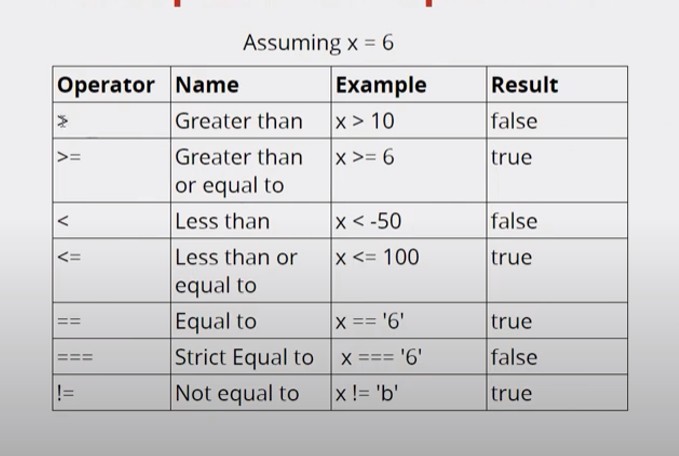 Assuming x = 6
Operator Name Example Result
> Greater than x > 10 false
>= Greater than x >= 6 true
or equal to
< Less than x < -50 false
<= Less than or x <= 100 true
equal to
== Equal to x == '6' true
=== Strict Equal to x === '6' false
!= Not equal to x != 'b' true